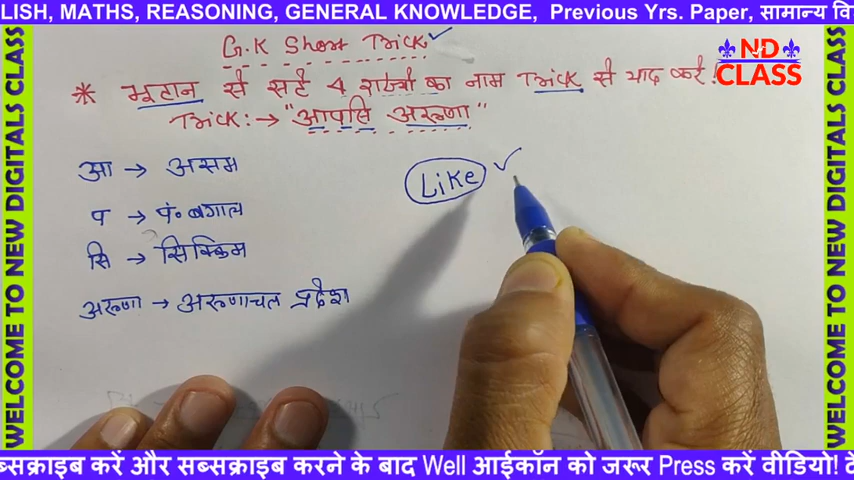 LISH, MATHS, REASONING, GENERAL KNOWLEDGE, Previous Yrs. Paper, सामान्य वि
G.K Short Trick
ND
CLASS
* भूटान से सटे 4 राज्यो का नाम Trick से याद करे!
Trick:→ "आपसि अरूणा"
आ → असम
Like
प → पं० बगाल
सि → सिक्किम
अरूणा → अरूणाचल प्रदेश
WELCOME TO NEW DIGITALS CLASS
WELCOME TO NEW DIGITALS CLASS
ब्सक्राइब करें और सब्सक्राइब करने के बाद Well आईकॉन को जरूर Press करें वीडियो! दे